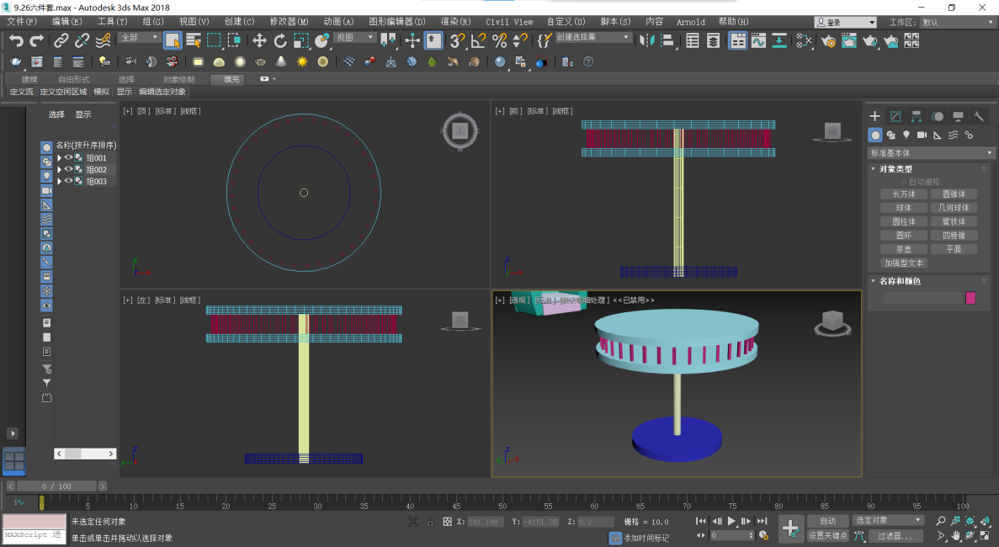 9.26六件套.max - Autodesk 3ds Max 2018
文件(F) 编辑(E) 工具(T) 组(G) 视图(V) 创建(C) 修改器(M) 动画(A) 图形编辑器(D) 渲染(R) Civil View 自定义(U) 脚本(S) 内容 Arnold 帮助(H) 登录 工作区: 默认
全部 视图 创建选择集
建模 自由形式 选择 对象绘制 填充
定义流 定义空闲区域 模拟 显示 编辑选定对象
选择 显示
名称(按升序排序)
组001
组002
组003
[+] [顶] [标准] [线框]
上
[+] [前] [标准] [线框]
前
[+] [左] [标准] [线框]
左
[+] [透视] [标准] <<已禁用>>
标准基本体
对象类型
自动栅格
长方体 圆锥体
球体 几何球体
圆柱体 管状体
圆环 四棱锥
茶壶 平面
加强型文本
名称和颜色
0 / 100
0 5 10 15 20 25 30 35 40 45 50 55 60 65 70 75 80 85 90 95 100
未选定任何对象
X: 181.198 Y: -6151.35 Z: 0.0 栅格 = 10.0
自动 选定对象
MAXScript 迷
单击或单击并拖动以选择对象
添加时间标记
0
设置关键点 过滤器...